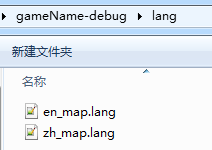 gameName-debug ▸ lang
新建文件夹
名称
en_map.lang
zh_map.lang